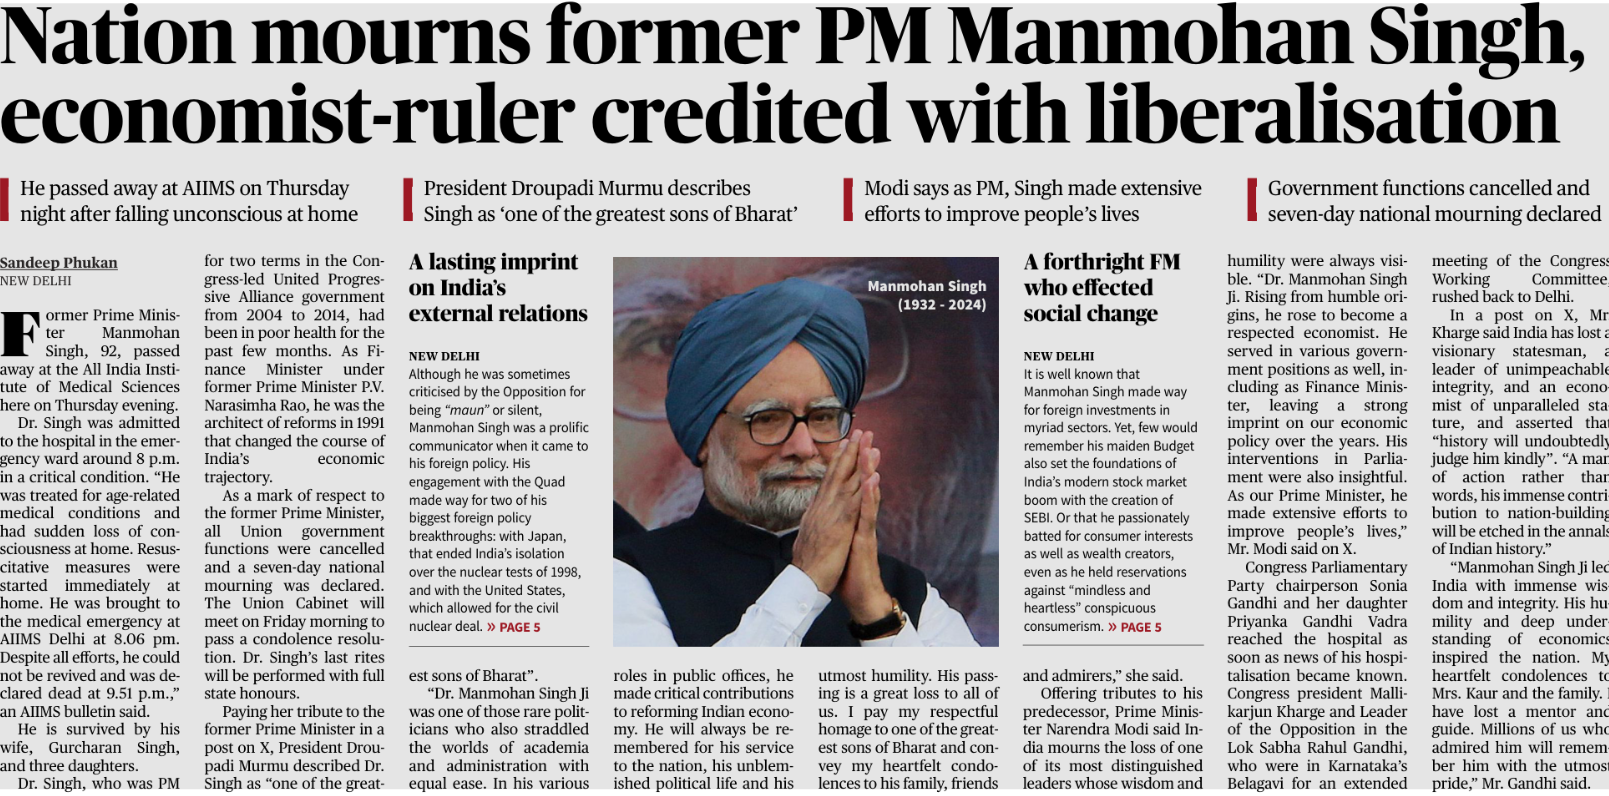 Nation mourns former PM Manmohan Singh,
economist-ruler credited with liberalisation
He passed away at AIIMS on Thursday
night after falling unconscious at home
President Droupadi Murmu describes
Singh as ‘one of the greatest sons of Bharat’
Modi says as PM, Singh made extensive
efforts to improve people’s lives
Government functions cancelled and
seven-day national mourning declared
Sandeep Phukan
NEW DELHI
Former Prime Minis-
ter Manmohan
Singh, 92, passed
away at the All India Insti-
tute of Medical Sciences
here on Thursday evening.
Dr. Singh was admitted
to the hospital in the emer-
gency ward around 8 p.m.
in a critical condition. “He
was treated for age-related
medical conditions and
had sudden loss of con-
sciousness at home. Resus-
citative measures were
started immediately at
home. He was brought to
the medical emergency at
AIIMS Delhi at 8.06 pm.
Despite all efforts, he could
not be revived and was de-
clared dead at 9.51 p.m.,”
an AIIMS bulletin said.
He is survived by his
wife, Gurcharan Singh,
and three daughters.
Dr. Singh, who was PM
for two terms in the Con-
gress-led United Progres-
sive Alliance government
from 2004 to 2014, had
been in poor health for the
past few months. As Fi-
nance Minister under
former Prime Minister P.V.
Narasimha Rao, he was the
architect of reforms in 1991
that changed the course of
India’s economic
trajectory.
As a mark of respect to
the former Prime Minister,
all Union government
functions were cancelled
and a seven-day national
mourning was declared.
The Union Cabinet will
meet on Friday morning to
pass a condolence resolu-
tion. Dr. Singh’s last rites
will be performed with full
state honours.
Paying her tribute to the
former Prime Minister in a
post on X, President Drou-
padi Murmu described Dr.
Singh as “one of the great-
A lasting imprint
on India’s
external relations
NEW DELHI
Although he was sometimes
criticised by the Opposition for
being “maun” or silent,
Manmohan Singh was a prolific
communicator when it came to
his foreign policy. His
engagement with the Quad
made way for two of his
biggest foreign policy
breakthroughs: with Japan,
that ended India’s isolation
over the nuclear tests of 1998,
and with the United States,
which allowed for the civil
nuclear deal. » PAGE 5
est sons of Bharat”.
“Dr. Manmohan Singh Ji
was one of those rare polit-
icians who also straddled
the worlds of academia
and administration with
equal ease. In his various
Manmohan Singh
(1932 - 2024)
roles in public offices, he
made critical contributions
to reforming Indian econo-
my. He will always be re-
membered for his service
to the nation, his unblem-
ished political life and his
utmost humility. His pass-
ing is a great loss to all of
us. I pay my respectful
homage to one of the great-
est sons of Bharat and con-
vey my heartfelt condo-
lences to his family, friends
A forthright FM
who effected
social change
NEW DELHI
It is well known that
Manmohan Singh made way
for foreign investments in
myriad sectors. Yet, few would
remember his maiden Budget
also set the foundations of
India’s modern stock market
boom with the creation of
SEBI. Or that he passionately
batted for consumer interests
as well as wealth creators,
even as he held reservations
against “mindless and
heartless” conspicuous
consumerism. » PAGE 5
and admirers,” she said.
Offering tributes to his
predecessor, Prime Minis-
ter Narendra Modi said In-
dia mourns the loss of one
of its most distinguished
leaders whose wisdom and
humility were always visi-
ble. “Dr. Manmohan Singh
Ji. Rising from humble ori-
gins, he rose to become a
respected economist. He
served in various govern-
ment positions as well, in-
cluding as Finance Minis-
ter, leaving a strong
imprint on our economic
policy over the years. His
interventions in Parlia-
ment were also insightful.
As our Prime Minister, he
made extensive efforts to
improve people’s lives,”
Mr. Modi said on X.
Congress Parliamentary
Party chairperson Sonia
Gandhi and her daughter
Priyanka Gandhi Vadra
reached the hospital as
soon as news of his hospi-
talisation became known.
Congress president Malli-
karjun Kharge and Leader
of the Opposition in the
Lok Sabha Rahul Gandhi,
who were in Karnataka’s
Belagavi for an extended
meeting of the Congress
Working Committee,
rushed back to Delhi.
In a post on X, Mr.
Kharge said India has lost a
visionary statesman, a
leader of unimpeachable
integrity, and an econo-
mist of unparalleled sta-
ture, and asserted that
“history will undoubtedly
judge him kindly”. “A man
of action rather than
words, his immense contri-
bution to nation-building
will be etched in the annals
of Indian history.”
“Manmohan Singh Ji led
India with immense wis-
dom and integrity. His hu-
mility and deep under-
standing of economics
inspired the nation. My
heartfelt condolences to
Mrs. Kaur and the family. I
have lost a mentor and
guide. Millions of us who
admired him will remem-
ber him with the utmost
pride,” Mr. Gandhi said.